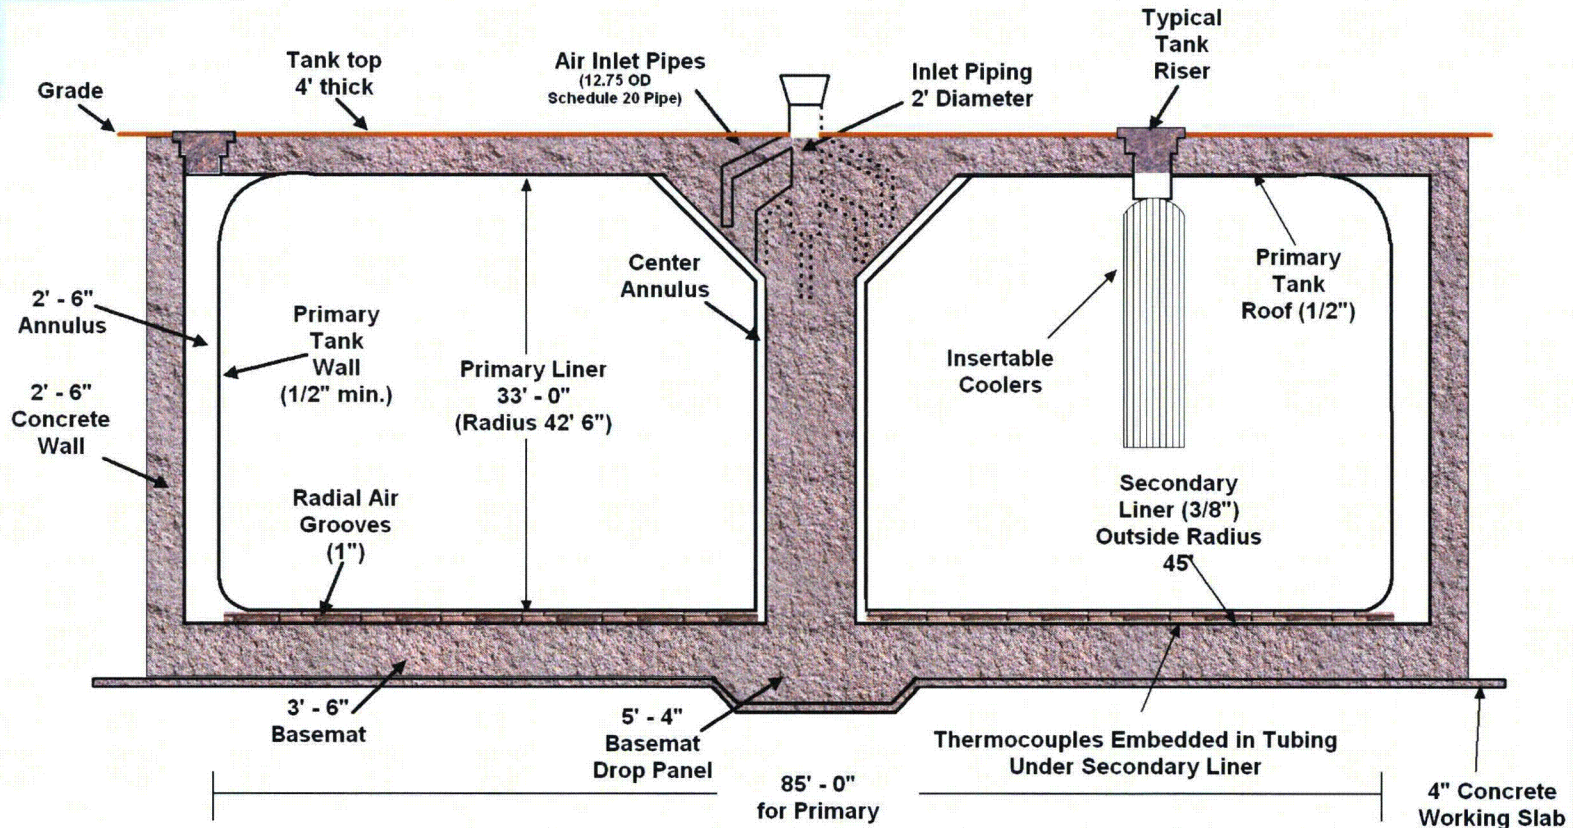 Typical
Tank
Riser
Tank top
4' thick
Air Inlet Pipes
(12.75 OD
Schedule 20 Pipe)
Inlet Piping
2' Diameter
Grade
Center
Annulus
Primary
Tank
Roof (1/2")
2' - 6"
Annulus
Primary
Tank
Wall
(1/2" min.)
Primary Liner
33' - 0"
(Radius 42' 6")
Insertable
Coolers
2' - 6"
Concrete
Wall
Radial Air
Grooves
(1")
Secondary
Liner (3/8")
Outside Radius
45'
3' - 6"
Basemat
5' - 4"
Basemat
Drop Panel
Thermocouples Embedded in Tubing
Under Secondary Liner
85' - 0"
for Primary
4" Concrete
Working Slab